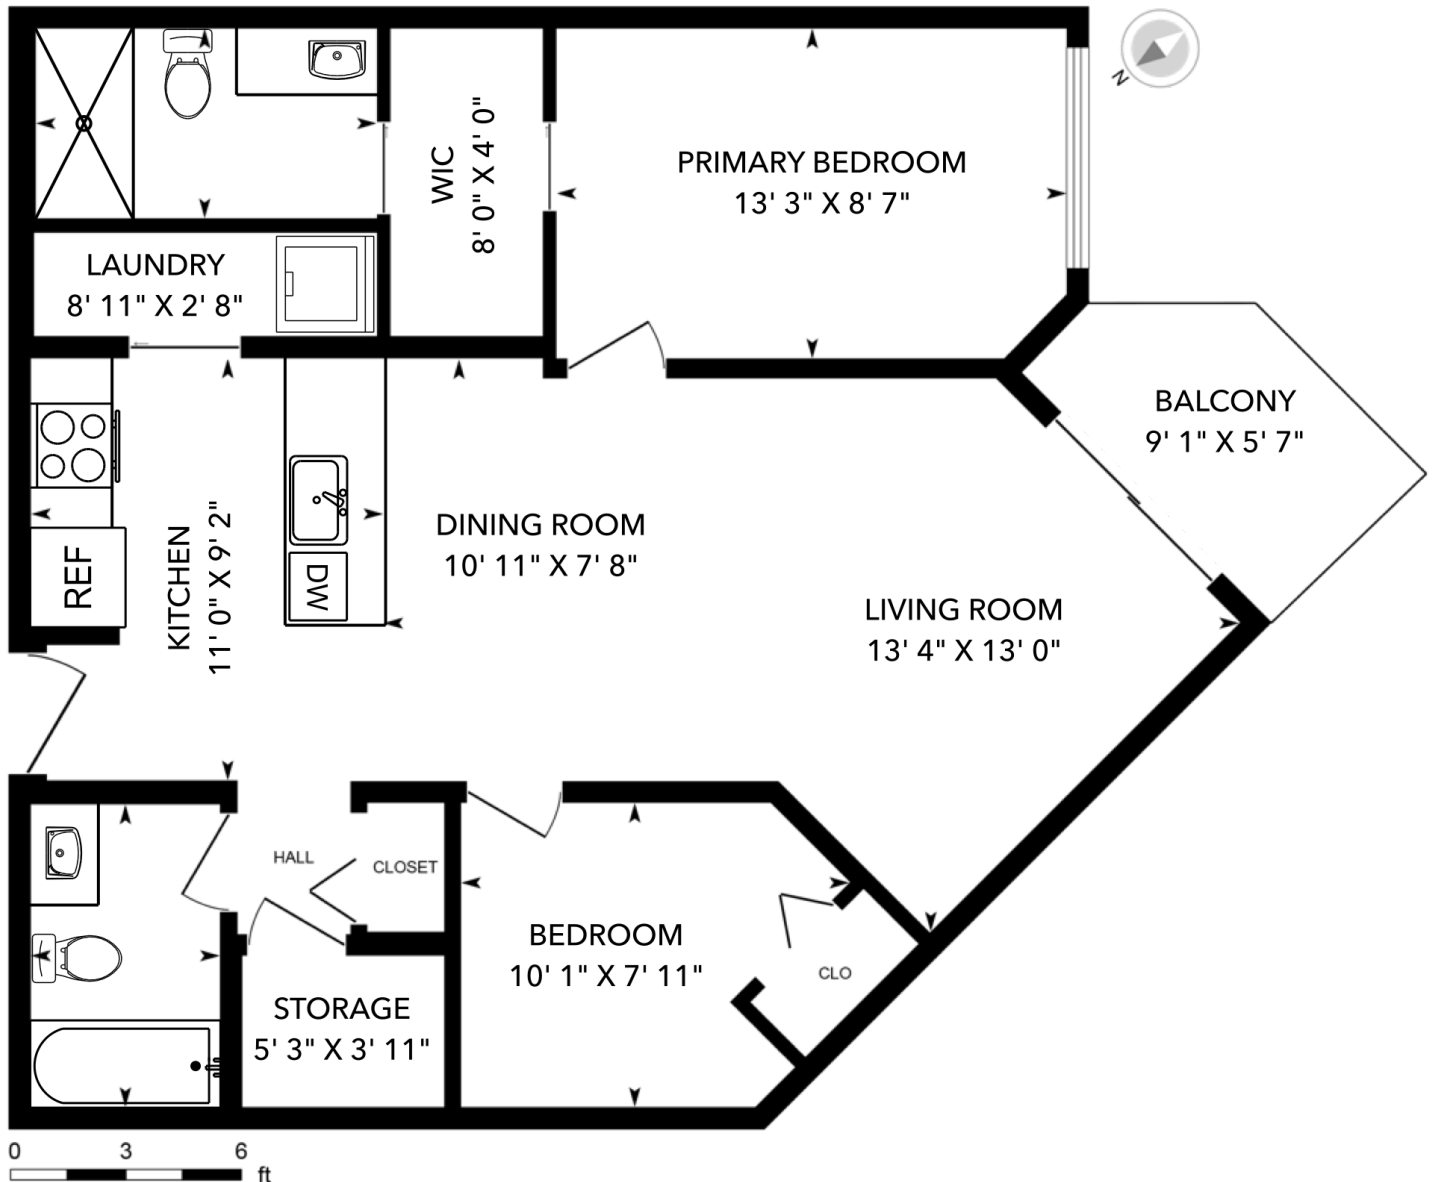 N
PRIMARY BEDROOM
13' 3" X 8' 7"
WIC
8' 0" X 4' 0"
LAUNDRY
8' 11" X 2' 8"
BALCONY
9' 1" X 5' 7"
KITCHEN
11' 0" X 9' 2"
REF
DW
DINING ROOM
10' 11" X 7' 8"
LIVING ROOM
13' 4" X 13' 0"
HALL
CLOSET
BEDROOM
10' 1" X 7' 11"
CLO
STORAGE
5' 3" X 3' 11"
0 3 6
ft